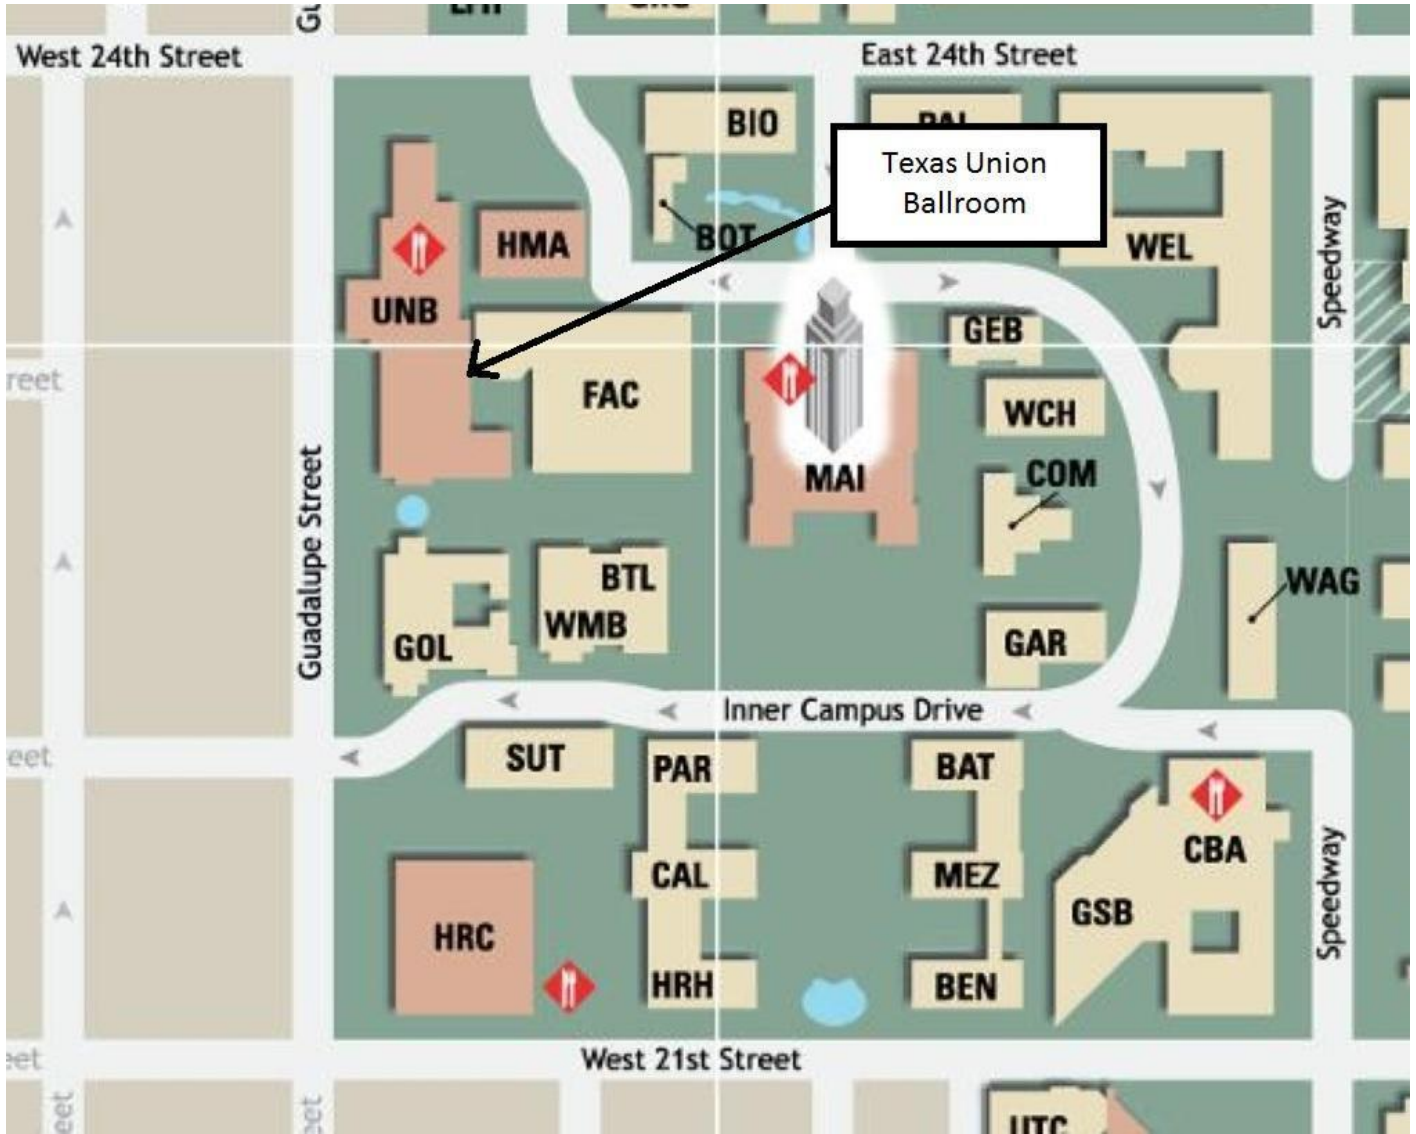 West 24th Street
East 24th Street
BIO
Texas Union
Ballroom
HMA
BOT
WEL
Speedway
UNB
GEB
FAC
WCH
MAI
COM
Guadalupe Street
BTL
WMB
GOL
WAG
GAR
Inner Campus Drive
SUT
PAR
BAT
CBA
CAL
MEZ
GSB
HRC
HRH
BEN
Speedway
West 21st Street
UTC